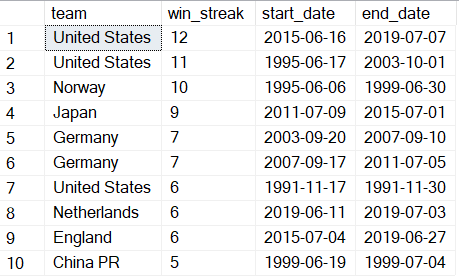 team win_streak start_date end_date
1 United States 12 2015-06-16 2019-07-07
2 United States 11 1995-06-17 2003-10-01
3 Norway 10 1995-06-06 1999-06-30
4 Japan 9 2011-07-09 2015-07-01
5 Germany 7 2003-09-20 2007-09-10
6 Germany 7 2007-09-17 2011-07-05
7 United States 6 1991-11-17 1991-11-30
8 Netherlands 6 2019-06-11 2019-07-03
9 England 6 2015-07-04 2019-06-27
10 China PR 5 1999-06-19 1999-07-04